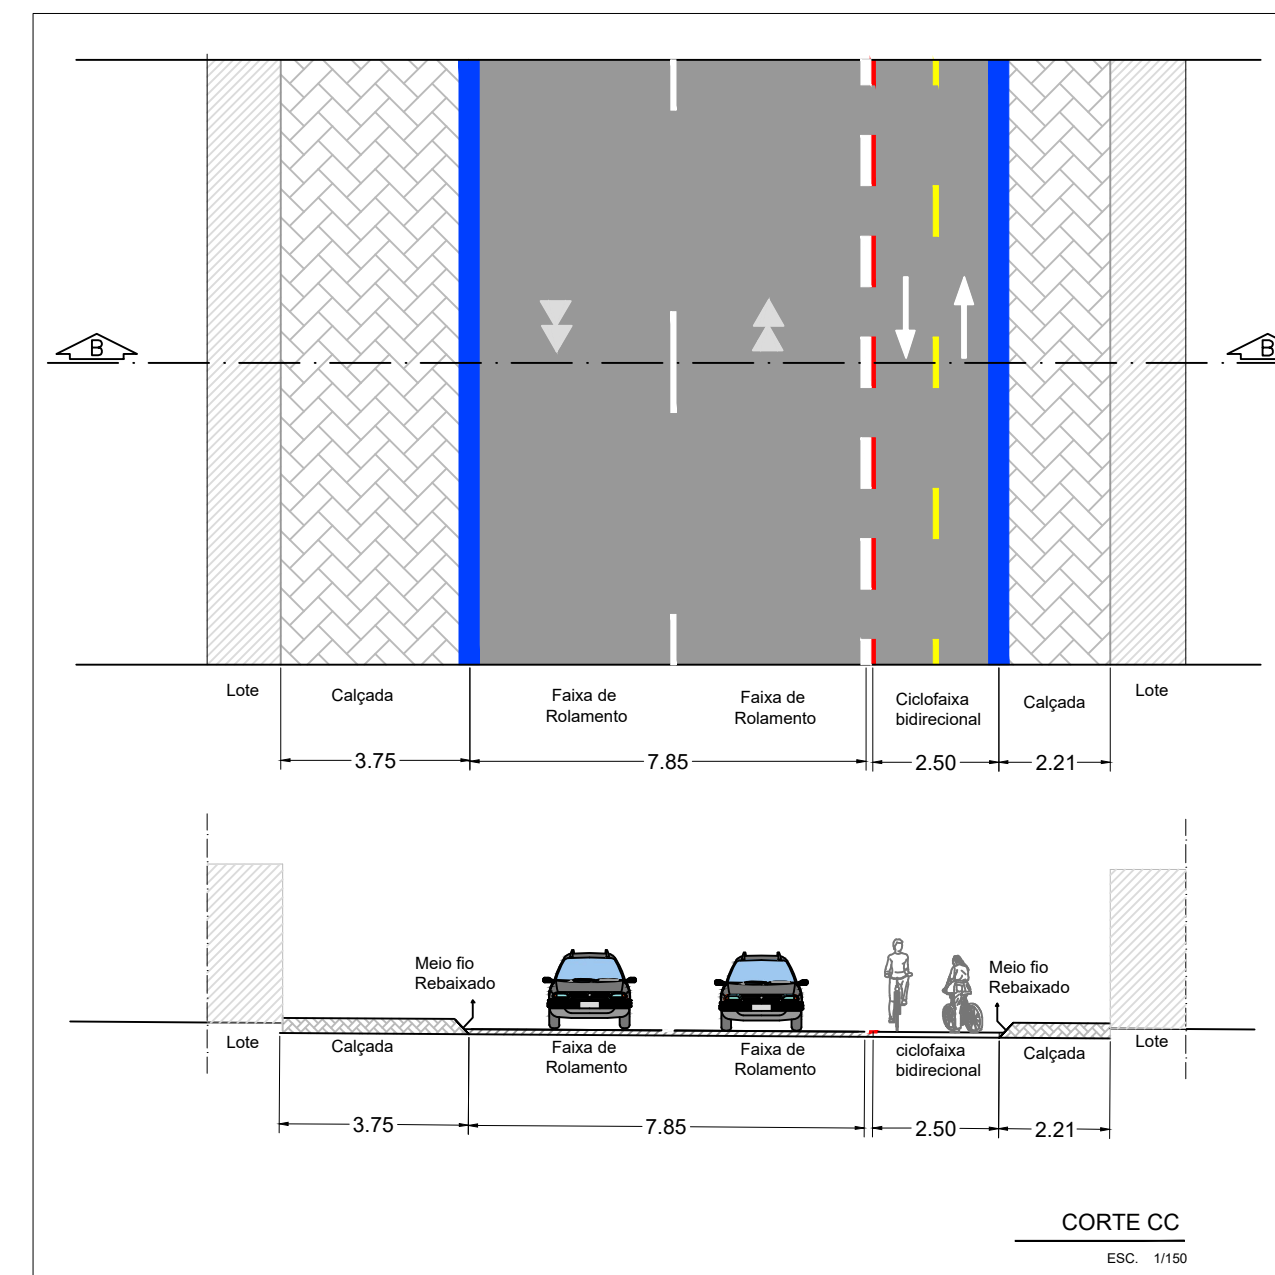 B
B
Lote
Calçada
Faixa de
Rolamento
Faixa de
Rolamento
Ciclofaixa
bidirecional
Calçada
Lote
3.75
7.85
2.50
2.21
Meio fio
Rebaixado
Meio fio
Rebaixado
Lote
Calçada
Faixa de
Rolamento
Faixa de
Rolamento
ciclofaixa
bidirecional
Calçada
Lote
3.75
7.85
2.50
2.21
CORTE CC
ESC. 1/150